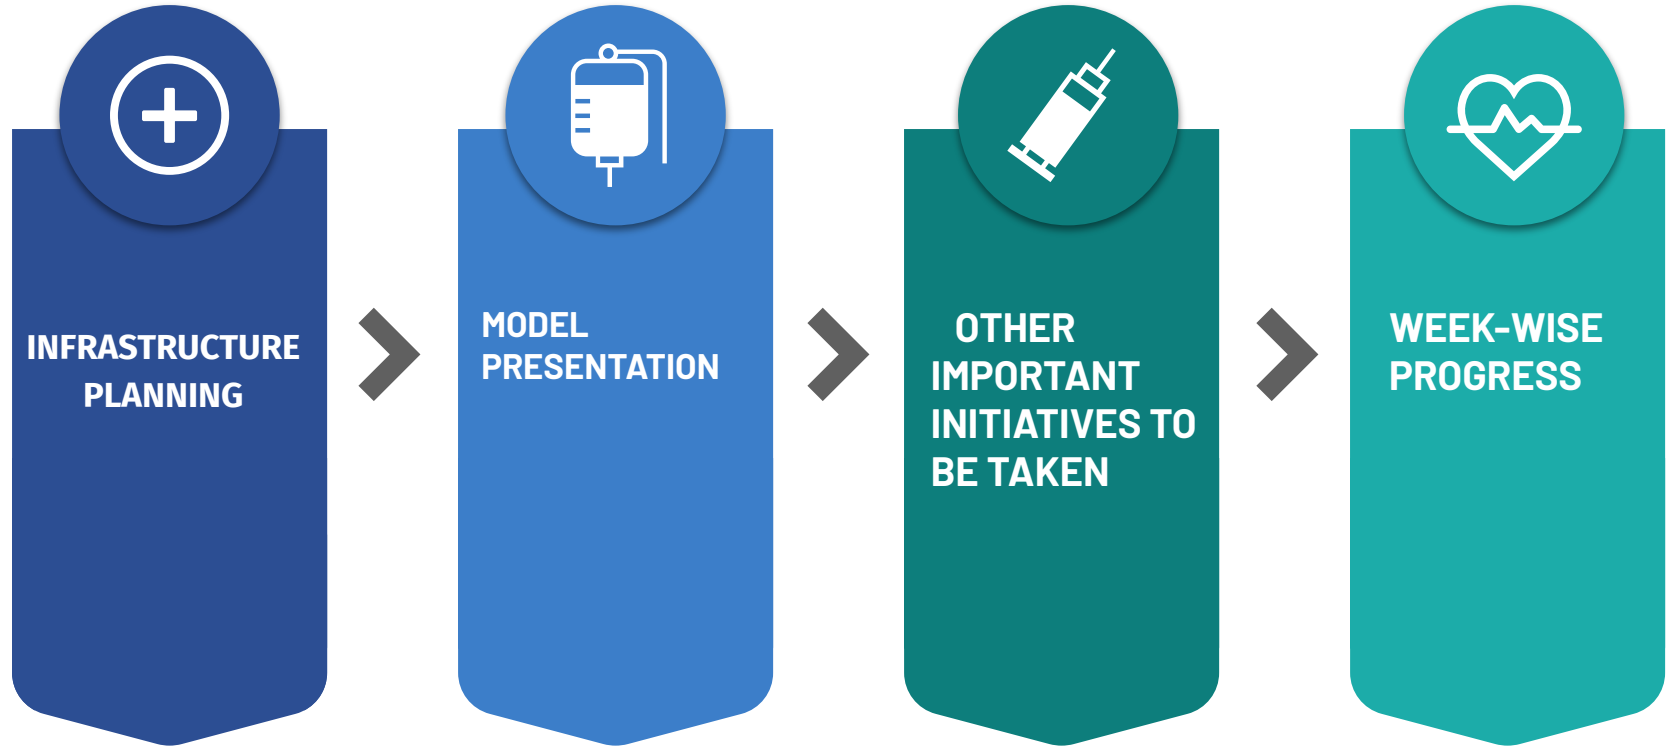 INFRASTRUCTURE
PLANNING
MODEL
PRESENTATION
OTHER
IMPORTANT
INITIATIVES TO
BE TAKEN
WEEK-WISE
PROGRESS